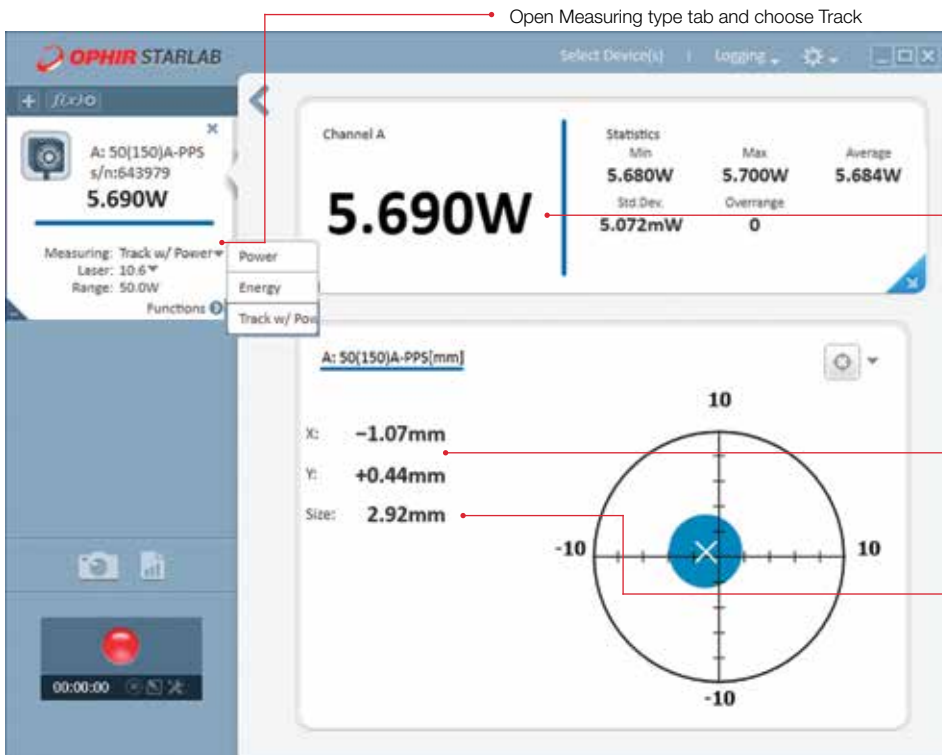 Open Measuring type tab and choose Track
OPHIR STARLAB
Select Device(s) | Logging
+ f(x)
A: 50(150)A-PPS
s/n:643979
5.690W
Measuring: Track w/ Power
Laser: 10.6
Range: 50.0W
Functions
Power
Energy
Track w/ Pow
Channel A
5.690W
Statistics
Min Max Average
5.680W 5.700W 5.684W
Std.Dev. Overrange
5.072mW 0
A: 50(150)A-PPS[mm]
X: −1.07mm
Y: +0.44mm
Size: 2.92mm
10
-10 10
-10
00:00:00